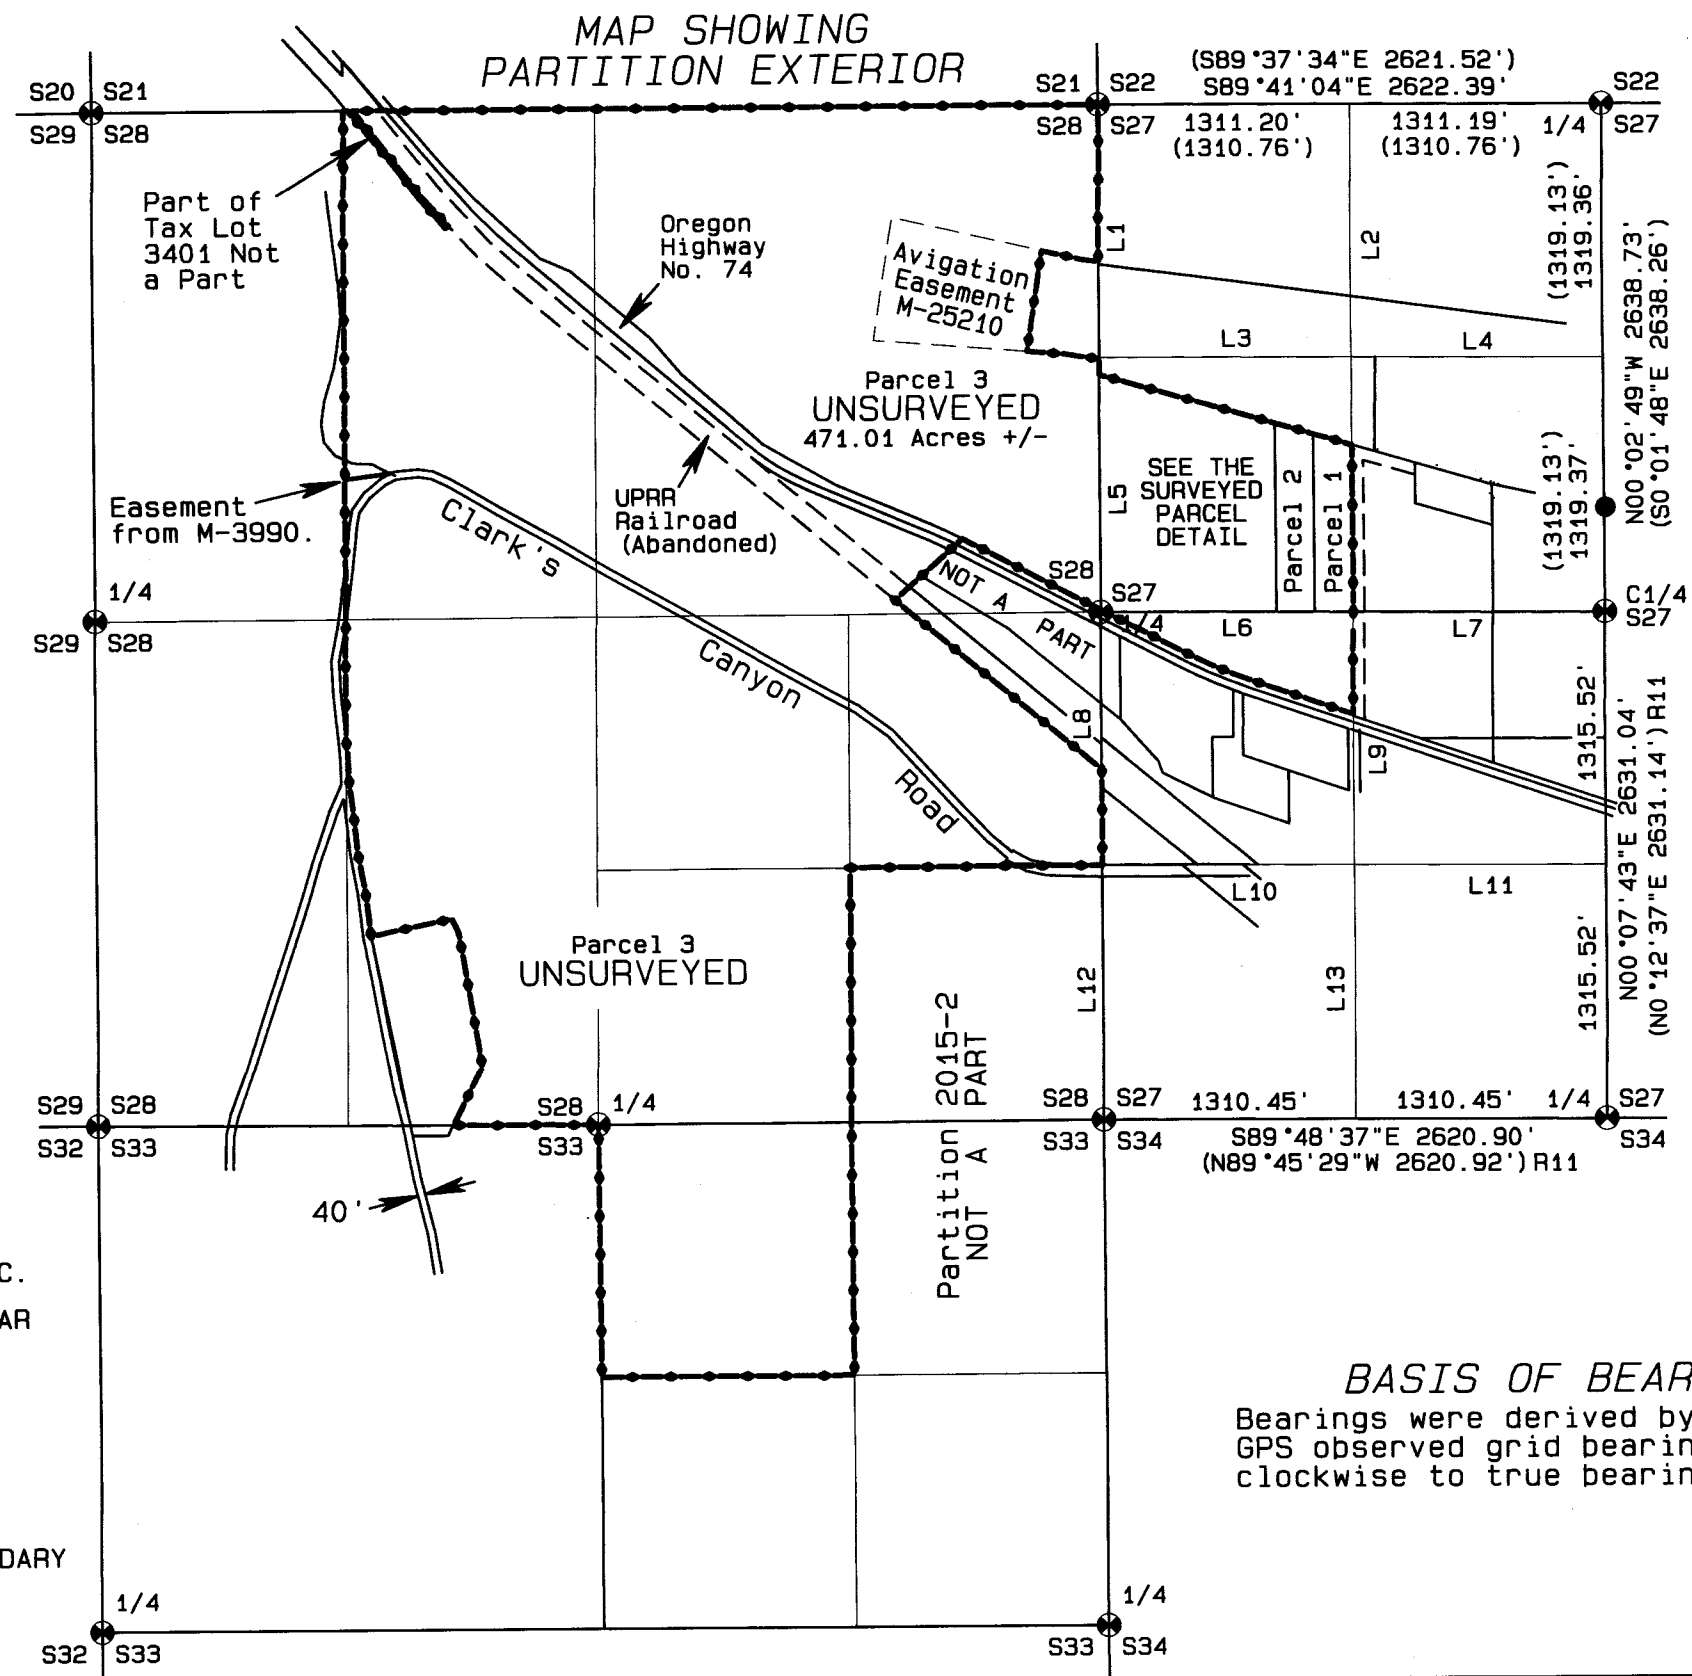 MAP SHOWING
PARTITION EXTERIOR
(S89°37'34"E 2621.52')
S89°41'04"E 2622.39'
S20 S21
S29 S28
S21 S22
S28 S27
S22
1/4 S27
1311.20'
(1310.76')
1311.19'
(1310.76')
Part of
Tax Lot
3401 Not
a Part
Oregon
Highway
No. 74
Avigation
Easement
M-25210
L1
L2
(1319.13')
1319.36'
N00°02'49"W 2638.73'
(S0°01'48"E 2638.26')
L3
L4
Parcel 3
UNSURVEYED
471.01 Acres +/-
SEE THE
SURVEYED
PARCEL
DETAIL
Parcel 2
Parcel 1
L5
(1319.13')
1319.37'
Easement
from M-3990.
Clark's
Canyon
Road
UPRR
Railroad
(Abandoned)
NOT A
PART
S28
S27
1/4
L6
L7
C1/4
S27
1/4
S29 S28
L8
L9
1315.52'
N00°07'43"E 2631.04'
(N0°12'37"E 2631.14')R11
L10
L11
Parcel 3
UNSURVEYED
L12
L13
1315.52'
Partition 2015-2
NOT A PART
S29 S28
S32 S33
S28 1/4
S33
S28 S27
S33 S34
1310.45'
1310.45'
1/4 S27
S34
S89°48'37"E 2620.90'
(N89°45'29"W 2620.92')R11
40'
C.
AR
BASIS OF BEAR
Bearings were derived by
GPS observed grid bearin
clockwise to true bearin
DARY
1/4
S32 S33
1/4
S33 S34